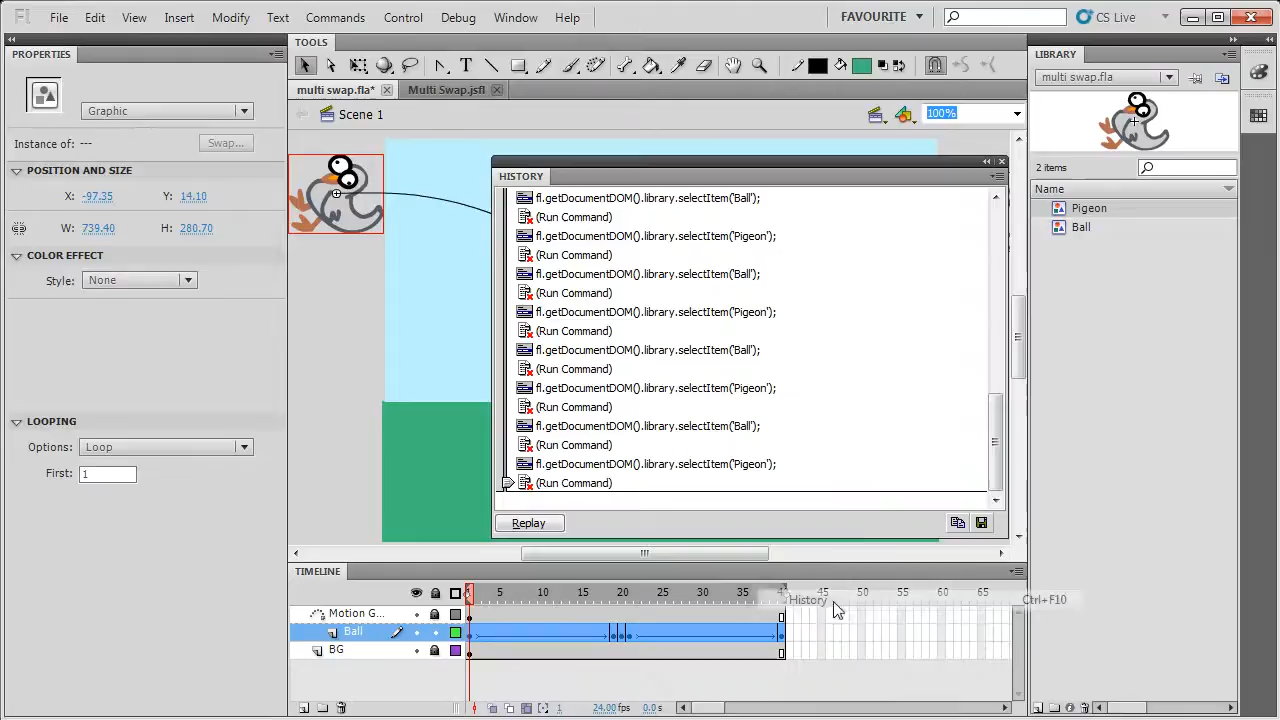 Fl File Edit View Insert Modify Text Commands Control Debug Window Help FAVOURITE CS Live
PROPERTIES
Graphic
Instance of: --- Swap...
POSITION AND SIZE
X: -97.35 Y: 14.10
W: 739.40 H: 280.70
COLOR EFFECT
Style: None
LOOPING
Options: Loop
First: 1
TOOLS
multi swap.fla* Multi Swap.jsfl
Scene 1 100%
HISTORY
fl.getDocumentDOM().library.selectItem('Ball');
(Run Command)
fl.getDocumentDOM().library.selectItem('Pigeon');
(Run Command)
fl.getDocumentDOM().library.selectItem('Ball');
(Run Command)
fl.getDocumentDOM().library.selectItem('Pigeon');
(Run Command)
fl.getDocumentDOM().library.selectItem('Ball');
(Run Command)
fl.getDocumentDOM().library.selectItem('Pigeon');
(Run Command)
fl.getDocumentDOM().library.selectItem('Ball');
(Run Command)
fl.getDocumentDOM().library.selectItem('Pigeon');
(Run Command)
Replay
TIMELINE
5 10 15 20 25 30 35 40 45 50 55 60 65
History Ctrl+F10
Motion G...
Ball
BG
1 24.00 fps 0.0 s
LIBRARY
multi swap.fla
2 items
Name
Pigeon
Ball